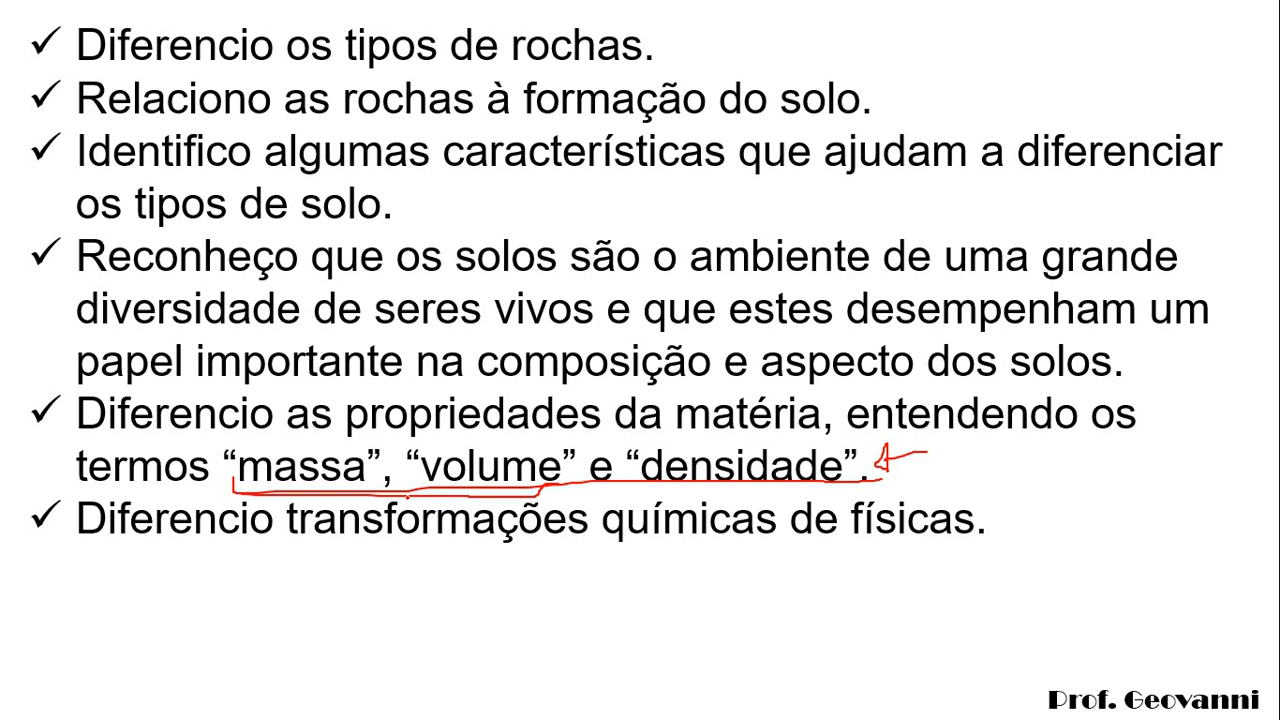 ✓ Diferencio os tipos de rochas.
✓ Relaciono as rochas à formação do solo.
✓ Identifico algumas características que ajudam a diferenciar
os tipos de solo.
✓ Reconheço que os solos são o ambiente de uma grande
diversidade de seres vivos e que estes desempenham um
papel importante na composição e aspecto dos solos.
✓ Diferencio as propriedades da matéria, entendendo os
termos “massa”, “volume” e “densidade”.
✓ Diferencio transformações químicas de físicas.
Prof. Geovanni